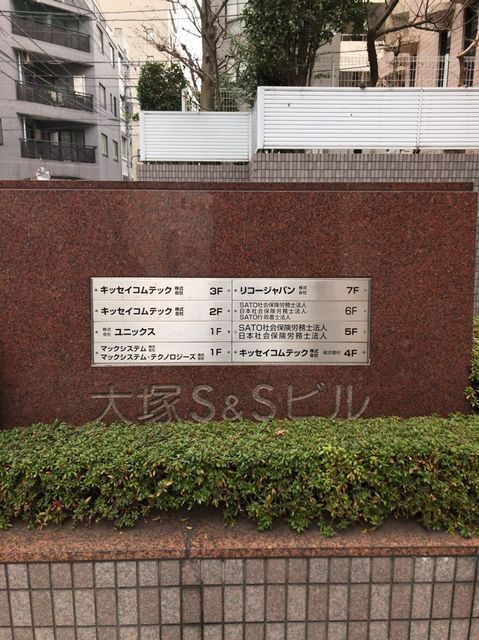 キッセイコムテック 株式会社 3F
キッセイコムテック 株式会社 2F
株式会社 ユニックス 1F
マックシステム 株式会社
マックシステム・テクノロジーズ 株式会社 1F
リコージャパン 株式会社 7F
SATO社会保険労務士法人
日本社会保険労務士法人
SATO行政書士法人
6F
SATO社会保険労務士法人
日本社会保険労務士法人
5F
キッセイコムテック 株式会社 総合受付 4F
大塚S&Sビル